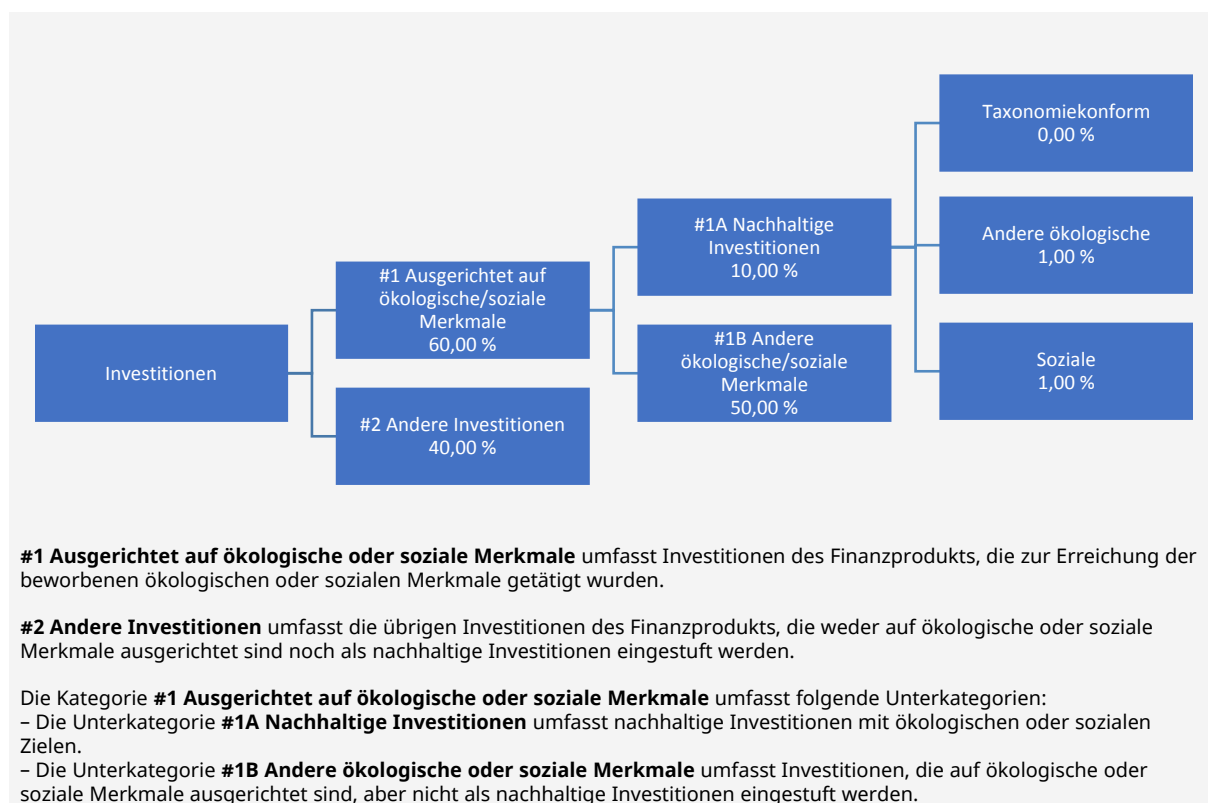 Investitionen
#1 Ausgerichtet auf
ökologische/soziale
Merkmale
60,00 %
#2 Andere Investitionen
40,00 %
#1A Nachhaltige
Investitionen
10,00 %
#1B Andere
ökologische/soziale
Merkmale
50,00 %
Taxonomiekonform
0,00 %
Andere ökologische
1,00 %
Soziale
1,00 %
#1 Ausgerichtet auf ökologische oder soziale Merkmale umfasst Investitionen des Finanzprodukts, die zur Erreichung der
beworbenen ökologischen oder sozialen Merkmale getätigt wurden.
#2 Andere Investitionen umfasst die übrigen Investitionen des Finanzprodukts, die weder auf ökologische oder soziale
Merkmale ausgerichtet sind noch als nachhaltige Investitionen eingestuft werden.
Die Kategorie #1 Ausgerichtet auf ökologische oder soziale Merkmale umfasst folgende Unterkategorien:
– Die Unterkategorie #1A Nachhaltige Investitionen umfasst nachhaltige Investitionen mit ökologischen oder sozialen
Zielen.
– Die Unterkategorie #1B Andere ökologische oder soziale Merkmale umfasst Investitionen, die auf ökologische oder
soziale Merkmale ausgerichtet sind, aber nicht als nachhaltige Investitionen eingestuft werden.